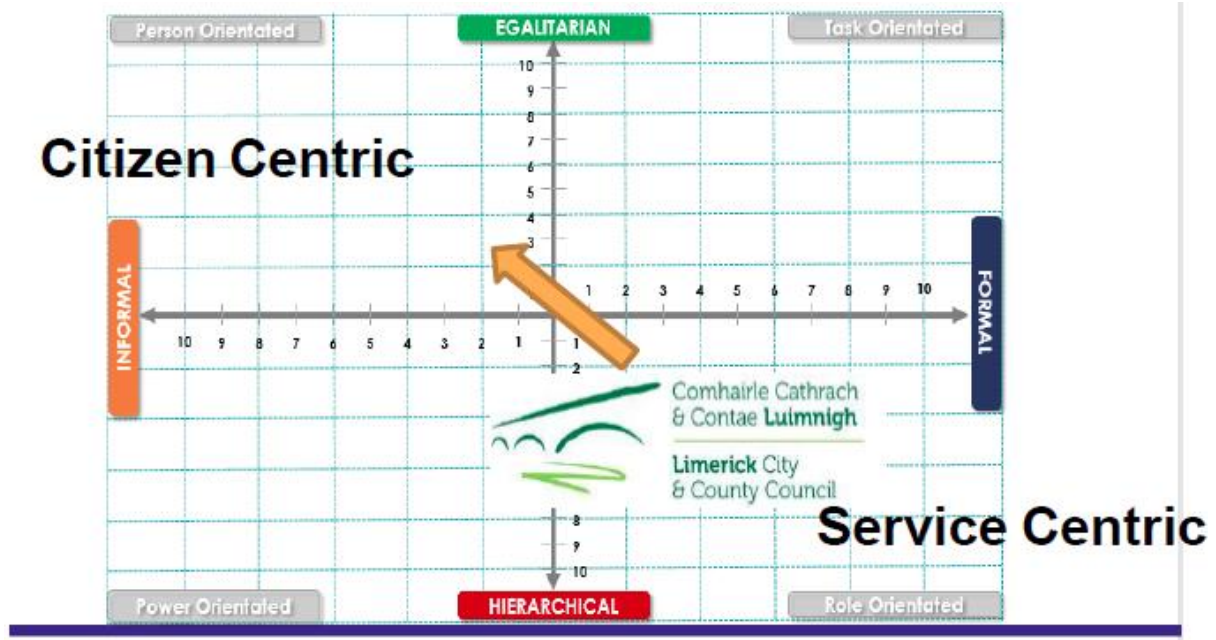 Person Orientated
EGALITARIAN
Task Orientated
10
9
8
7
Citizen Centric
6
5
4
3
INFORMAL
FORMAL
1 2 3 4 5 6 7 8 9 10
10 9 8 7 6 5 4 3 2 1
1
2
Comhairle Cathrach
& Contae Luimnigh
Limerick City
& County Council
Service Centric
8
9
10
Power Orientated
HIERARCHICAL
Role Orientated